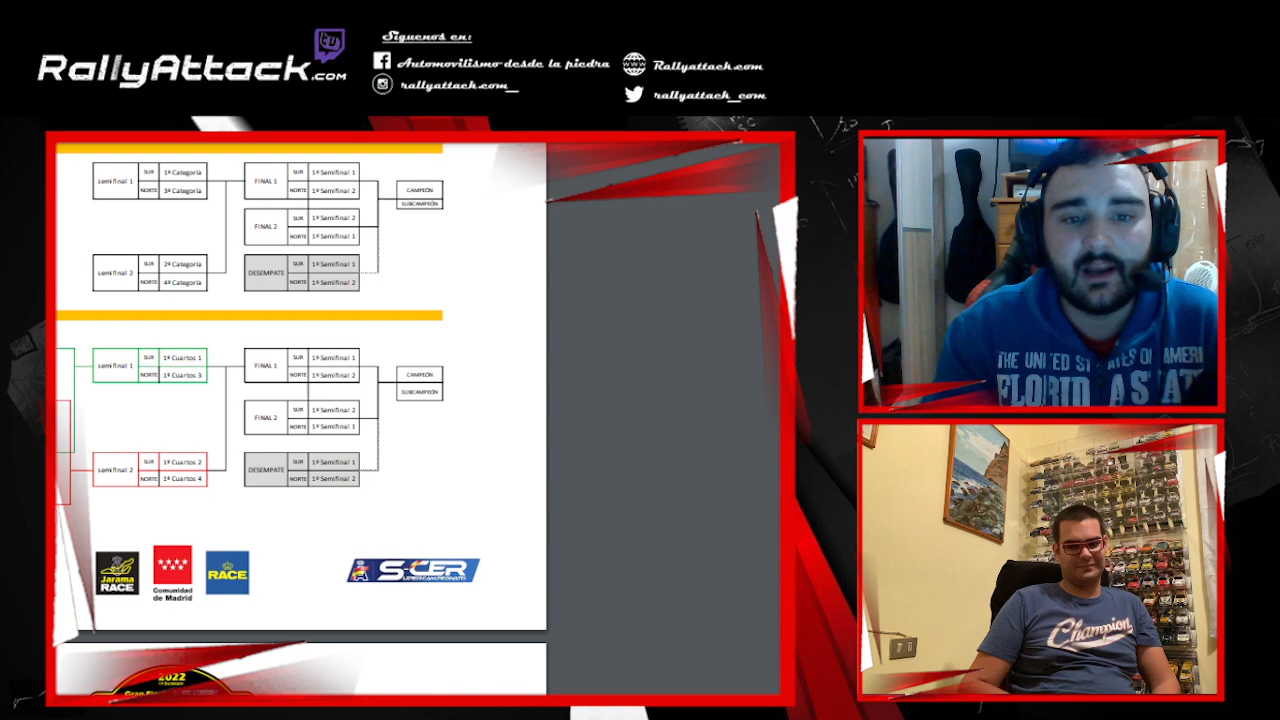 RallyAttack.com
Síguenos en:
Automovilismo desde la piedra
rallyattack.com_
Rallyattack.com
rallyattack_com
semifinal 1
SUR 1º Categoría
NORTE 3º Categoría
semifinal 2
SUR 2º Categoría
NORTE 4º Categoría
FINAL 1
SUR 1º Semifinal 1
NORTE 1º Semifinal 2
FINAL 2
SUR 1º Semifinal 2
NORTE 1º Semifinal 1
DESEMPATE
SUR 1º Semifinal 1
NORTE 1º Semifinal 2
CAMPEÓN
SUBCAMPEÓN
semifinal 1
SUR 1º Cuartos 1
NORTE 1º Cuartos 3
semifinal 2
SUR 1º Cuartos 2
NORTE 1º Cuartos 4
FINAL 1
SUR 1º Semifinal 1
NORTE 1º Semifinal 2
FINAL 2
SUR 1º Semifinal 2
NORTE 1º Semifinal 1
DESEMPATE
SUR 1º Semifinal 1
NORTE 1º Semifinal 2
CAMPEÓN
SUBCAMPEÓN
Jarama
RACE
Comunidad
de Madrid
RACE
S-CER
SUPERCAMPEONATO
2022
THE UNITED STATES OF AMERI
FLORIDA STAT
Champion